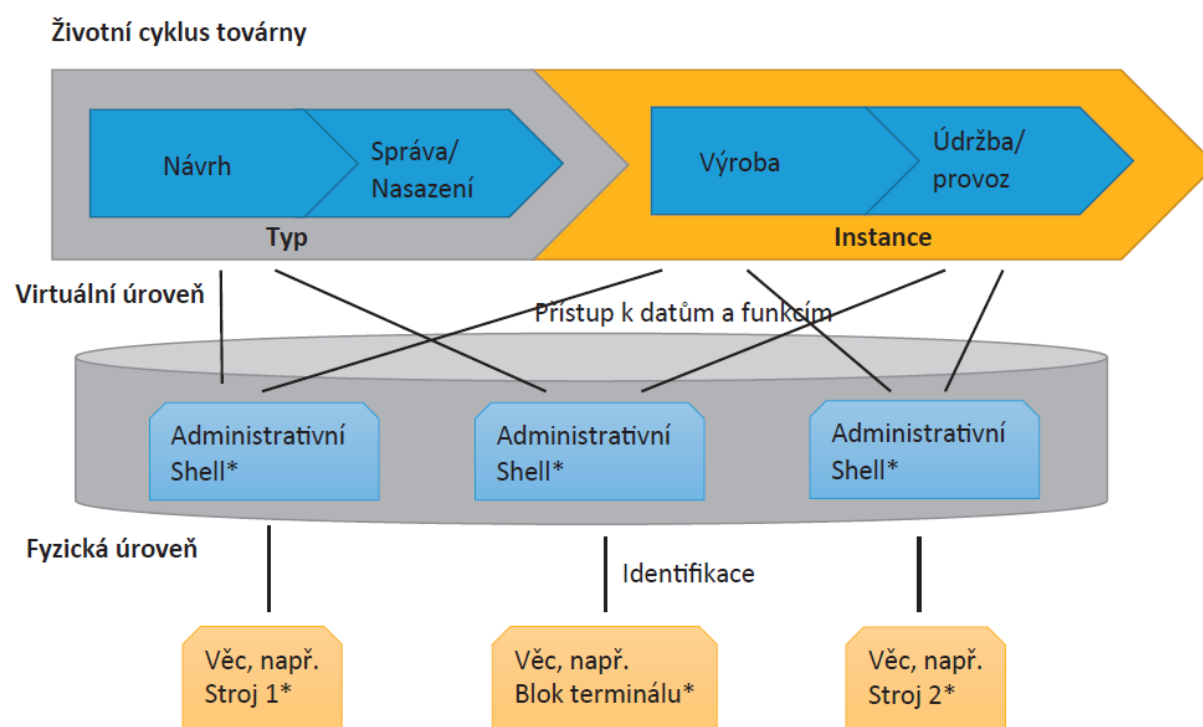 Životní cyklus továrny
Návrh
Správa/
Nasazení
Výroba
Údržba/
provoz
Typ
Instance
Virtuální úroveň
Přístup k datům a funkcím
Administrativní
Shell*
Administrativní
Shell*
Administrativní
Shell*
Fyzická úroveň
Identifikace
Věc, např.
Stroj 1*
Věc, např.
Blok terminálu*
Věc, např.
Stroj 2*